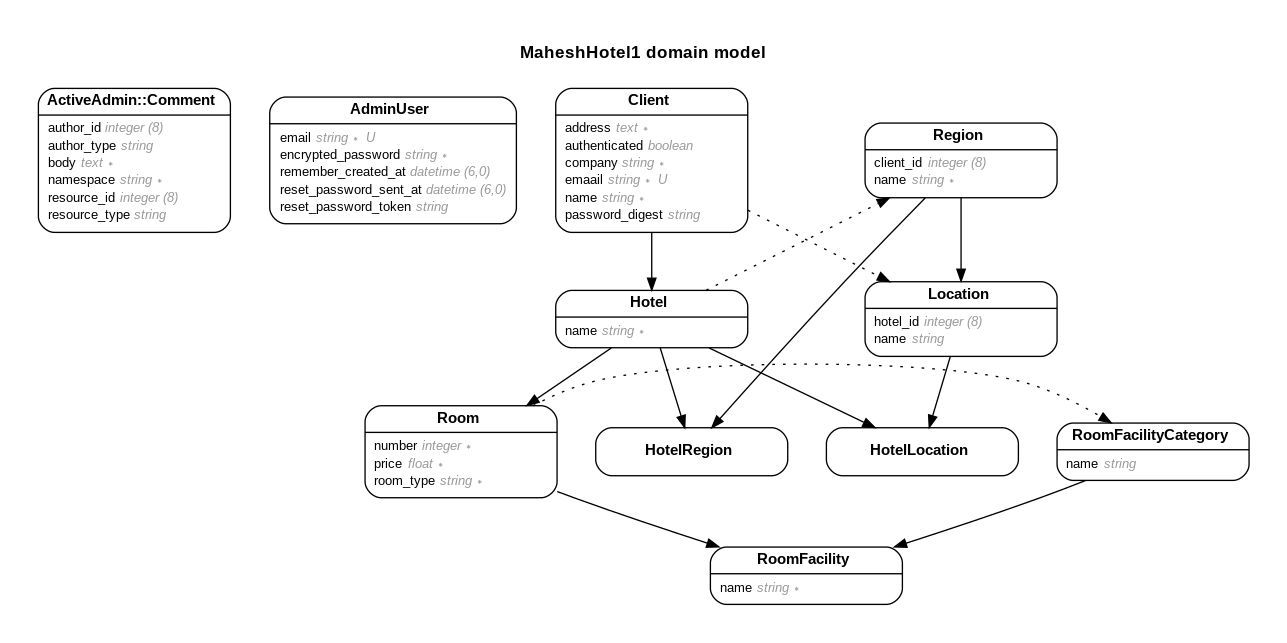 MaheshHotel1 domain model
ActiveAdmin::Comment
author_id integer (8)
author_type string
body text ∗
namespace string ∗
resource_id integer (8)
resource_type string
AdminUser
email string ∗ U
encrypted_password string ∗
remember_created_at datetime (6,0)
reset_password_sent_at datetime (6,0)
reset_password_token string
Client
address text ∗
authenticated boolean
company string ∗
emaail string ∗ U
name string ∗
password_digest string
Region
client_id integer (8)
name string ∗
Hotel
name string ∗
Location
hotel_id integer (8)
name string
Room
number integer ∗
price float ∗
room_type string ∗
HotelRegion
HotelLocation
RoomFacilityCategory
name string
RoomFacility
name string ∗